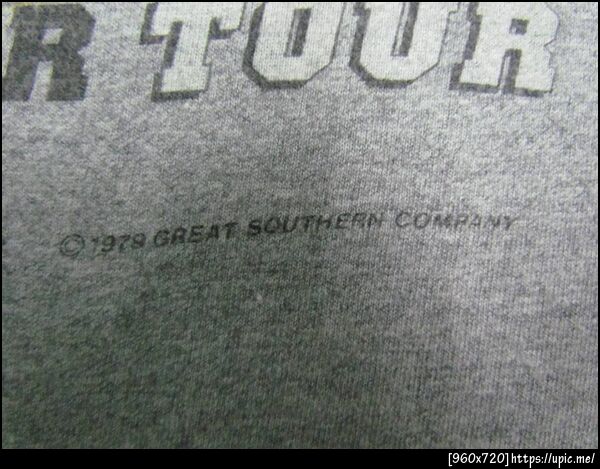 R TOUR
© 1979 GREAT SOUTHERN COMPANY
[960x720]https://upic.me/